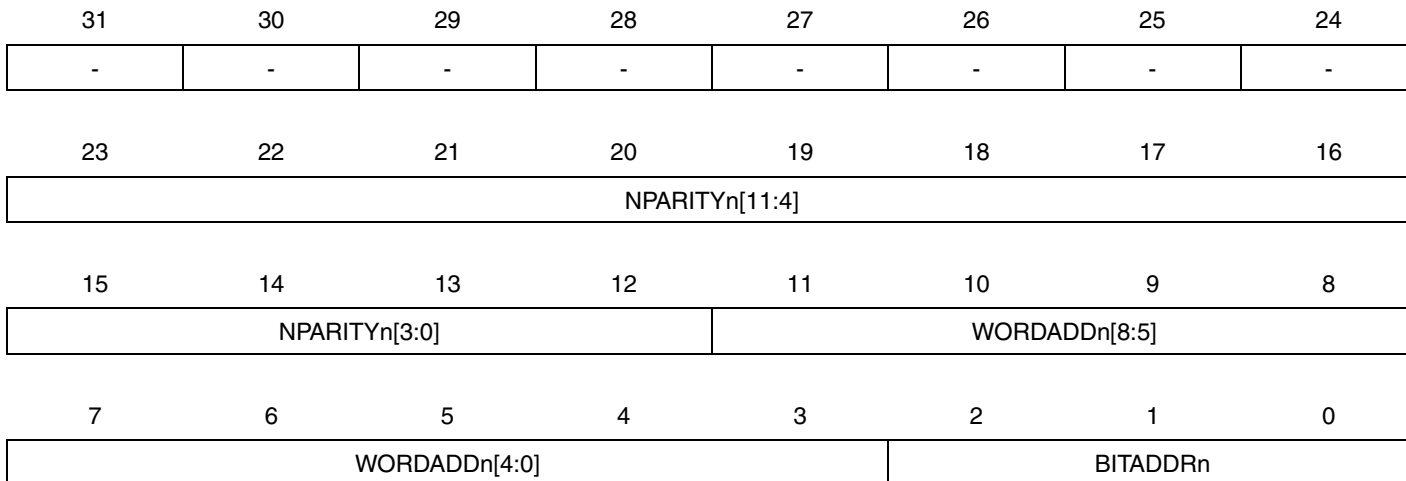 31 30 29 28 27 26 25 24
- - - - - - - -
23 22 21 20 19 18 17 16
NPARITYn[11:4]
15 14 13 12 11 10 9 8
NPARITYn[3:0] WORDADDn[8:5]
7 6 5 4 3 2 1 0
WORDADDn[4:0] BITADDRn